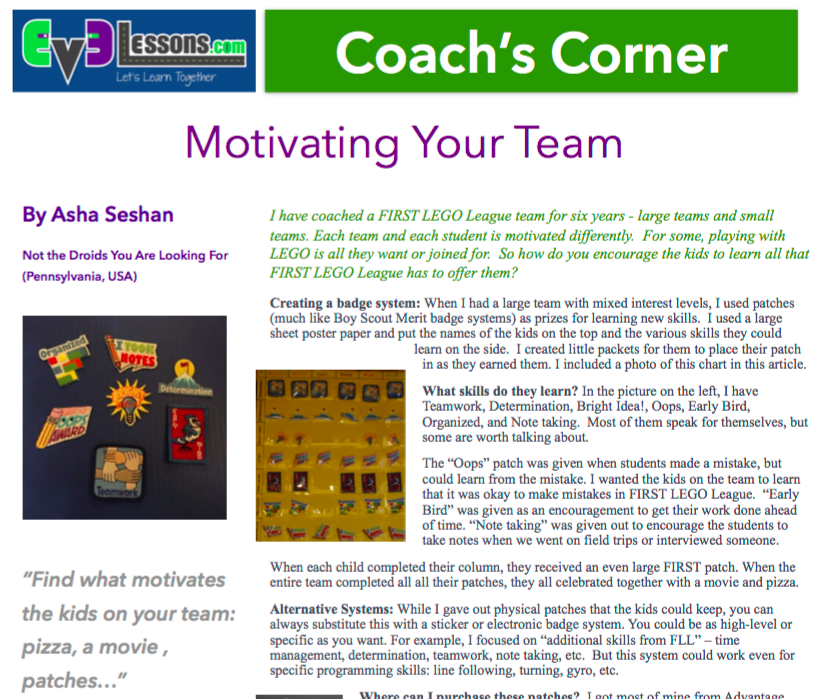 Ev3Lessons.com
Let's Learn Together
Coach's Corner
Motivating Your Team
By Asha Seshan
Not the Droids You Are Looking For
(Pennsylvania, USA)
Organized
I TOOK
NOTES
Determination
OOPS
AWARD
Teamwork
"Find what motivates
the kids on your team:
pizza, a movie ,
patches…"
I have coached a FIRST LEGO League team for six years - large teams and small
teams. Each team and each student is motivated differently.  For some, playing with
LEGO is all they want or joined for.  So how do you encourage the kids to learn all that
FIRST LEGO League has to offer them?
Creating a badge system: When I had a large team with mixed interest levels, I used patches
(much like Boy Scout Merit badge systems) as prizes for learning new skills.  I used a large
sheet poster paper and put the names of the kids on the top and the various skills they could
learn on the side.  I created little packets for them to place their patch
in as they earned them. I included a photo of this chart in this article.
What skills do they learn? In the picture on the left, I have
Teamwork, Determination, Bright Idea!, Oops, Early Bird,
Organized, and Note taking.  Most of them speak for themselves, but
some are worth talking about.
The "Oops" patch was given when students made a mistake, but
could learn from the mistake. I wanted the kids on the team to learn
that it was okay to make mistakes in FIRST LEGO League.  "Early
Bird" was given as an encouragement to get their work done ahead
of time. "Note taking" was given out to encourage the students to
take notes when we went on field trips or interviewed someone.
When each child completed their column, they received an even large FIRST patch. When the
entire team completed all all their patches, they all celebrated together with a movie and pizza.
Alternative Systems: While I gave out physical patches that the kids could keep, you can
always substitute this with a sticker or electronic badge system. You could be as high-level or
specific as you want. For example, I focused on "additional skills from FLL" – time
management, determination, teamwork, note taking, etc.  But this system could work even for
specific programming skills: line following, turning, gyro, etc.
Where can I purchase these patches?  I got most of mine from Advantage